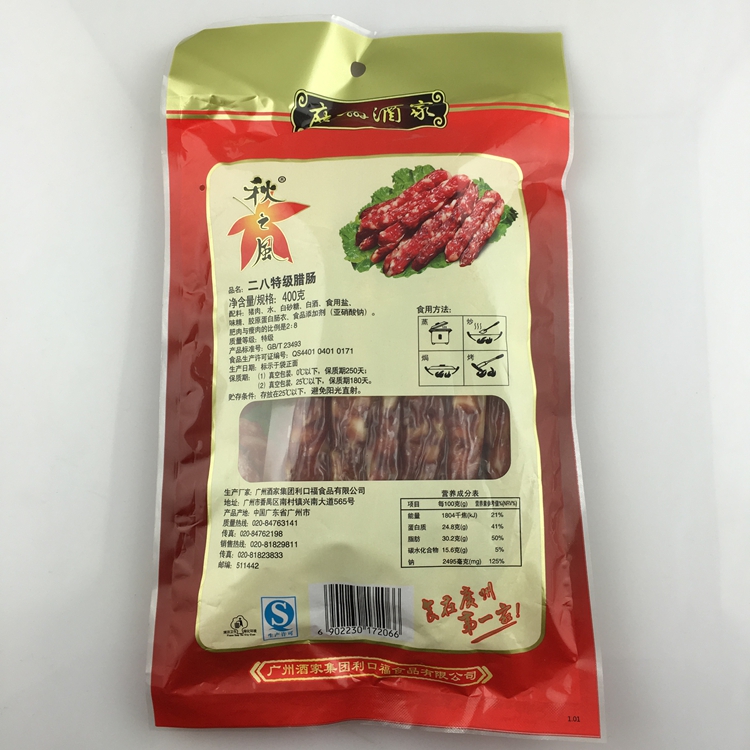 酒家
秋之風®
品名：二八特级腊肠
净含量/规格：400克
配料：猪肉、水、白砂糖、白酒、食用盐、
味精、胶原蛋白肠衣、食品添加剂（亚硝酸钠）。
肥肉与瘦肉的比例是2:8
质量等级：特级
产品标准号：GB/T 23493
食品生产许可证编号：QS4401 0401 0171
生产日期：标示于袋正面
保质期：（1）真空包装，0℃以下，保质期250天；
（2）真空包装，25℃以下，保质期180天。
贮存条件：存放在25℃以下，避免阳光直射。
食用方法：
蒸 炒
焗 烤
生产厂家：广州酒家集团利口福食品有限公司
地址：广州市番禺区南村镇兴南大道565号
产地：中国广东省广州市
质量热线：020-84763141
传真：020-84762198
销售热线：020-81829811
传真：020-81823833
邮编：511442
营养成分表
项目 每100克(g) 营养素参考值%(NRV%)
能量 1804千焦(kJ) 21%
蛋白质 24.8克(g) 41%
脂肪 30.2克(g) 50%
碳水化合物 15.6克(g) 5%
钠 2495毫克(mg) 125%
QS
生产许可
6 902230 172066
食在广州
第一家!
广州酒家集团利口福食品有限公司
1.01